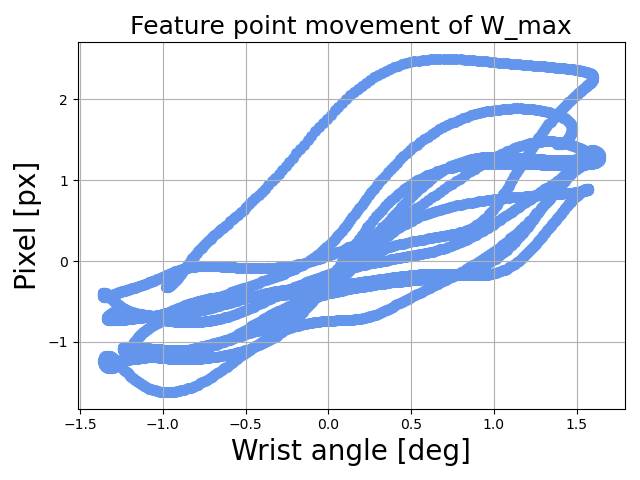 Feature point movement of W_max
Pixel [px]
2
1
0
−1
−1.5 −1.0 −0.5 0.0 0.5 1.0 1.5
Wrist angle [deg]